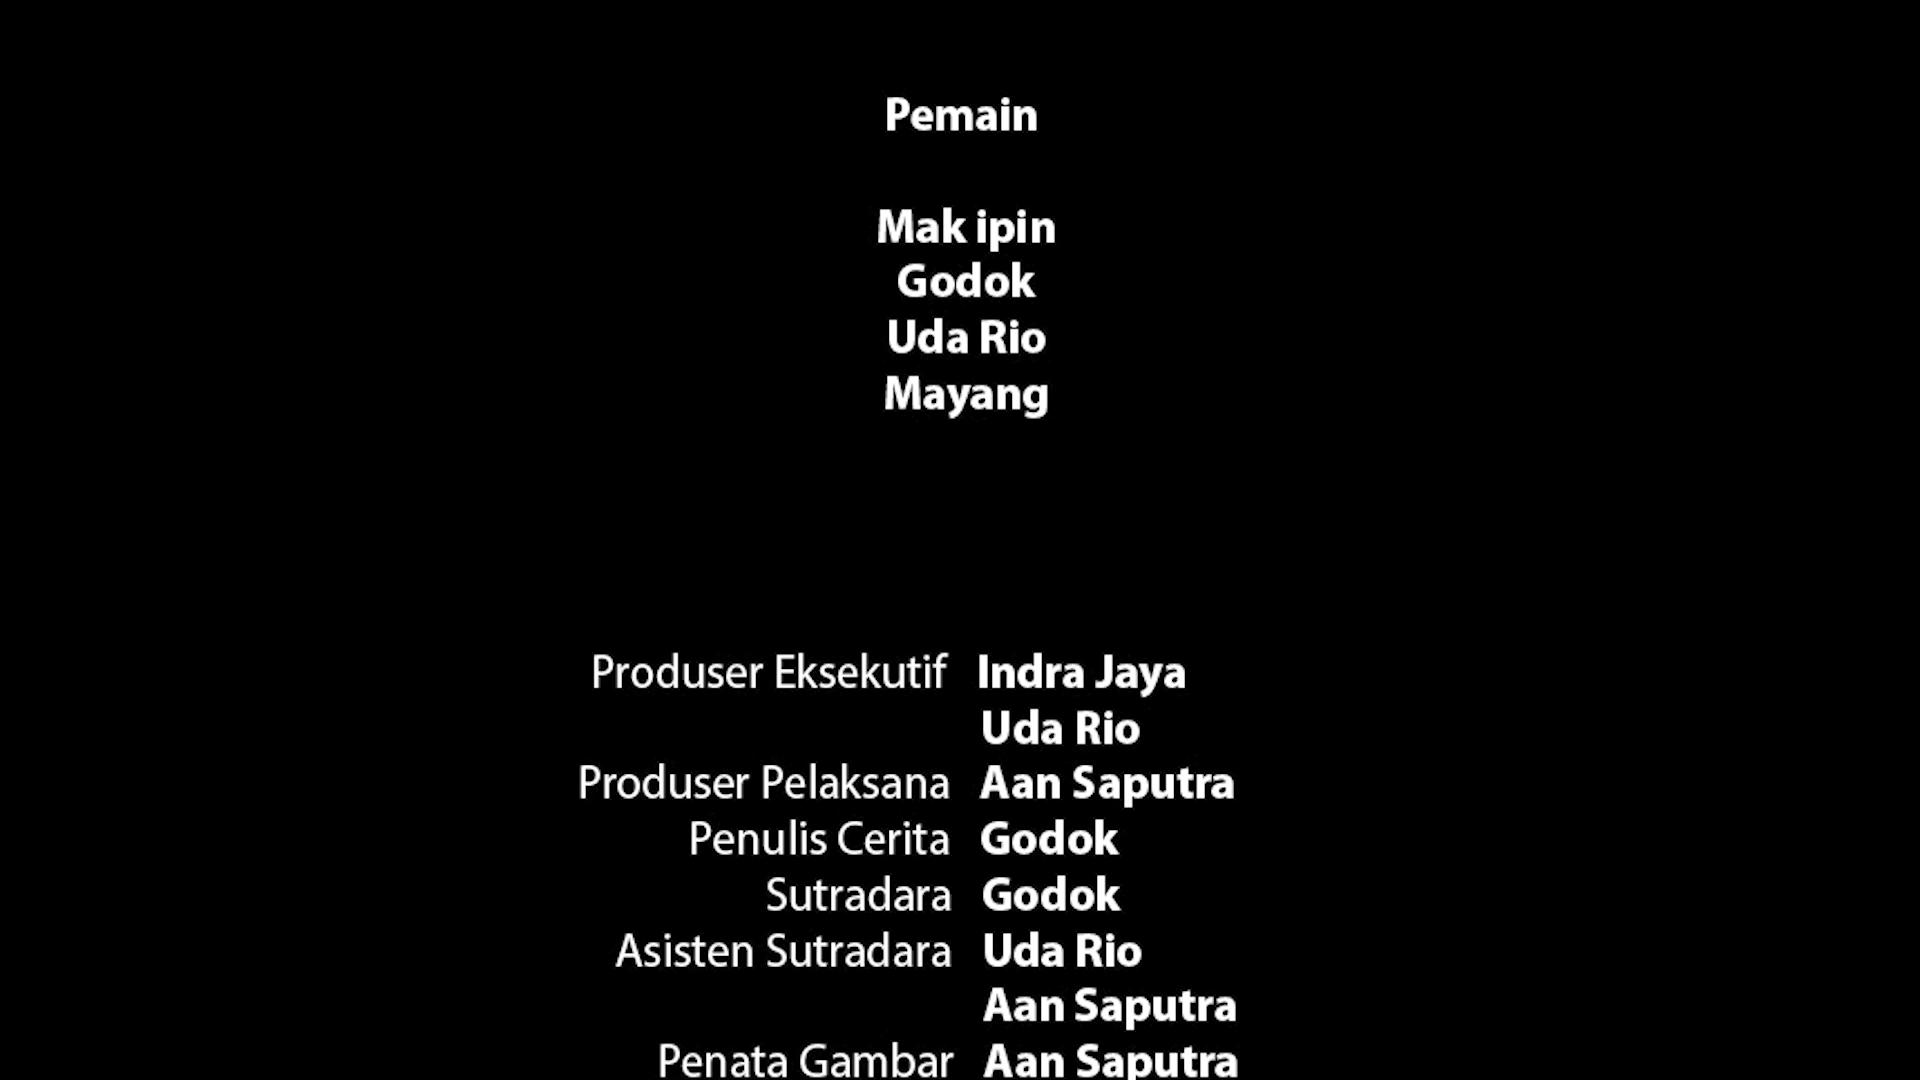 Pemain
Mak ipin
Godok
Uda Rio
Mayang
Produser Eksekutif Indra Jaya
Uda Rio
Produser Pelaksana Aan Saputra
Penulis Cerita Godok
Sutradara Godok
Asisten Sutradara Uda Rio
Aan Saputra
Penata Gambar Aan Saputra